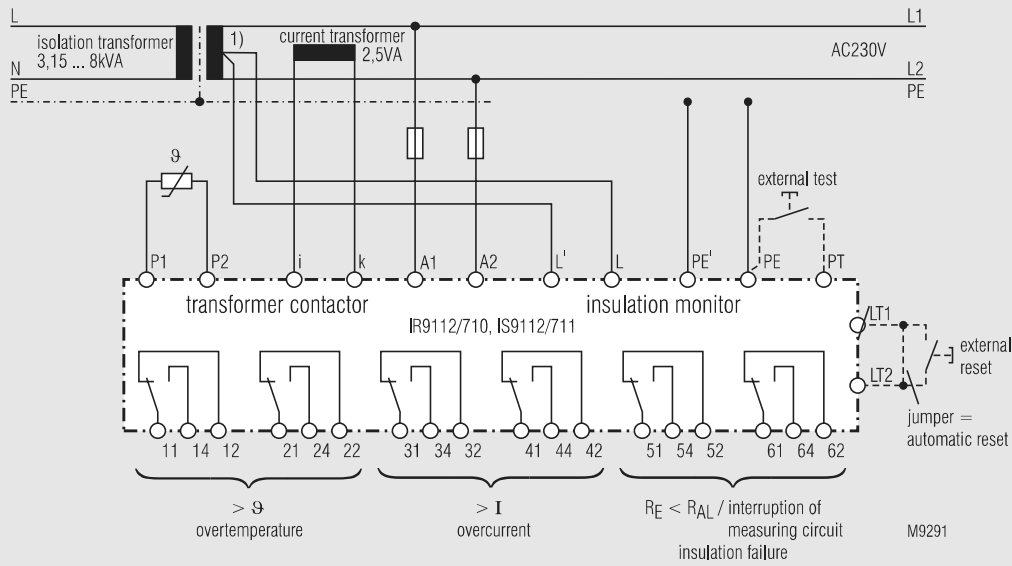 L
L1
isolation transformer
3,15 ... 8kVA
1)
current transformer
2,5VA
AC230V
N
L2
PE
PE
ϑ
external test
P1
P2
i
k
A1
A2
L'
L
PE'
PE
PT
transformer contactor
insulation monitor
IR9112/710, IS9112/711
LT1
LT2
external
reset
jumper =
automatic reset
11 14 12
21 24 22
31 34 32
41 44 42
51 54 52
61 64 62
> ϑ
overtemperature
> I
overcurrent
RE < RAL / interruption of
measuring circuit
insulation failure
M9291